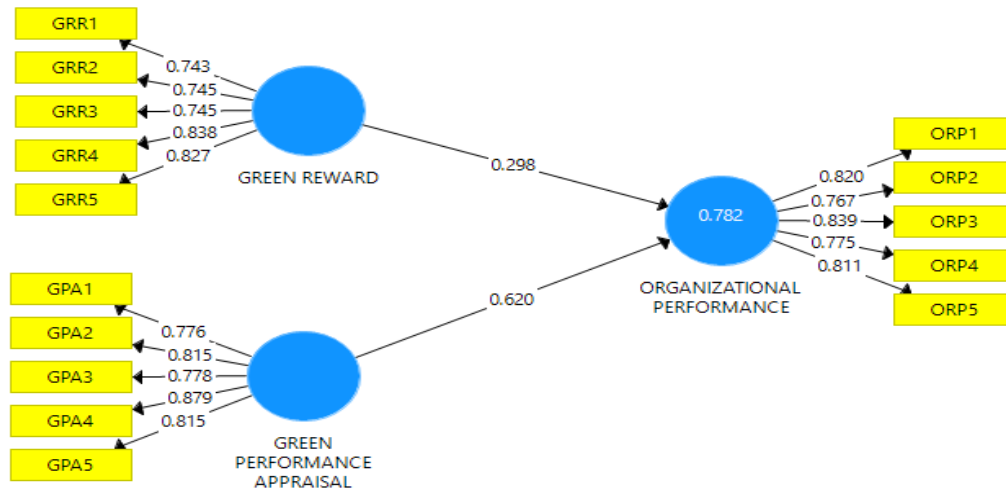 GRR1
GRR2
GRR3
GRR4
GRR5
0.743
0.745
0.745
0.838
0.827
GREEN REWARD
0.298
GPA1
GPA2
GPA3
GPA4
GPA5
0.776
0.815
0.778
0.879
0.815
GREEN
PERFORMANCE
APPRAISAL
0.620
0.782
ORGANIZATIONAL
PERFORMANCE
0.820
0.767
0.839
0.775
0.811
ORP1
ORP2
ORP3
ORP4
ORP5